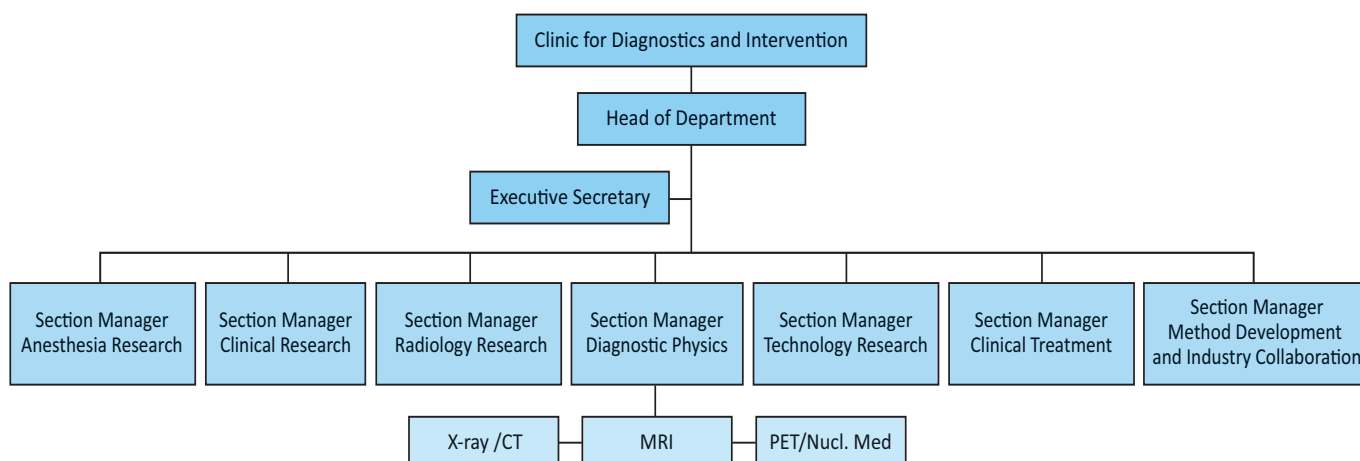 Clinic for Diagnostics and Intervention
Head of Department
Executive Secretary
Section Manager
Anesthesia Research
Section Manager
Clinical Research
Section Manager
Radiology Research
Section Manager
Diagnostic Physics
Section Manager
Technology Research
Section Manager
Clinical Treatment
Section Manager
Method Development
and Industry Collaboration
X-ray /CT
MRI
PET/Nucl. Med